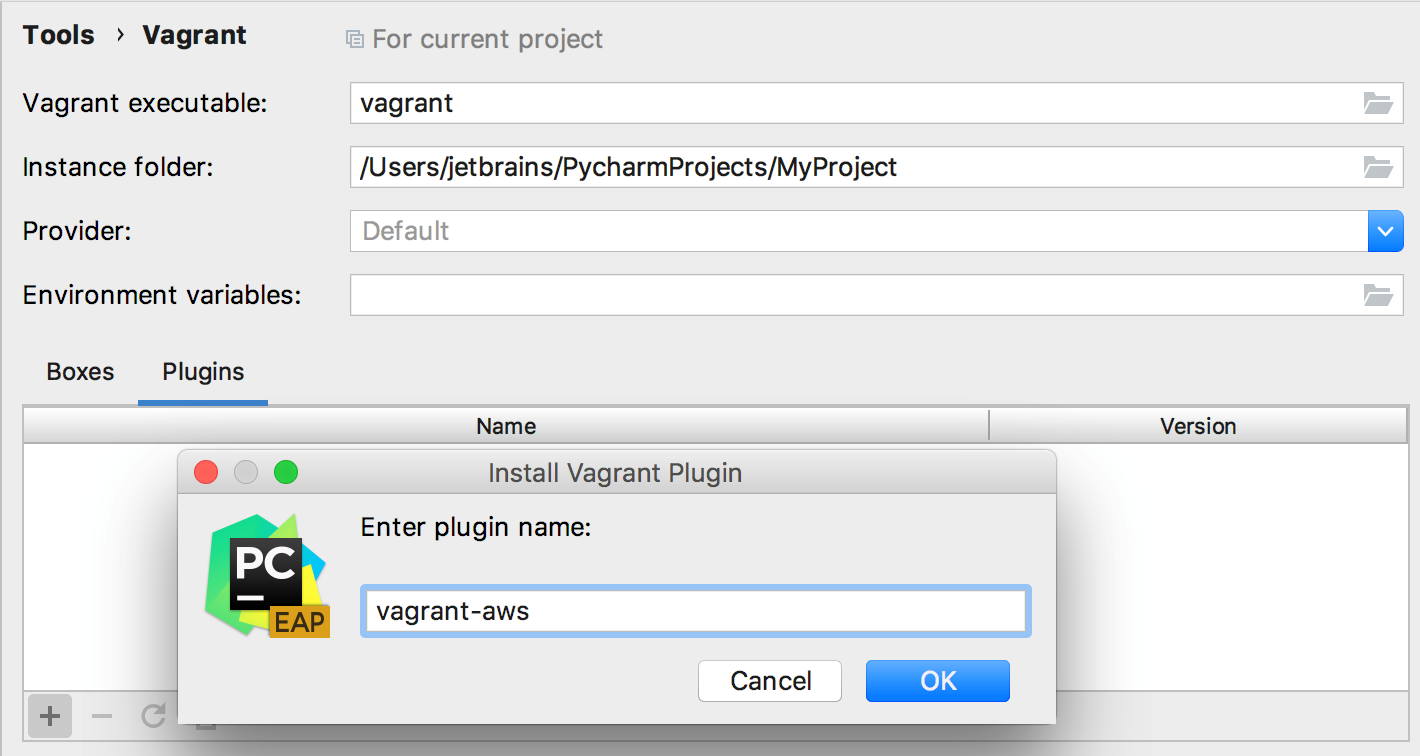 Tools › Vagrant For current project
Vagrant executable: vagrant
Instance folder: /Users/jetbrains/PycharmProjects/MyProject
Provider: Default
Environment variables:
Boxes Plugins
Name Version
Install Vagrant Plugin
Enter plugin name:
PC
EAP
vagrant-aws
Cancel OK